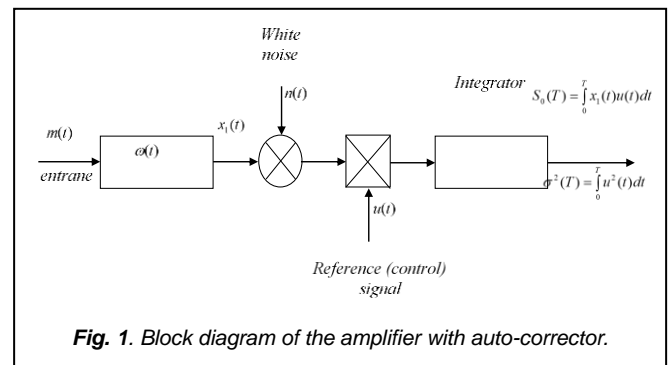 White
noise
n(t)
Integrator
S₀(T) = ∫₀ᵀ x₁(t)u(t)dt
m(t)
entrane
ω(t)
x₁(t)
σ²(T) = ∫₀ᵀ u²(t)dt
u(t)
Reference (control)
signal
Fig. 1. Block diagram of the amplifier with auto-corrector.